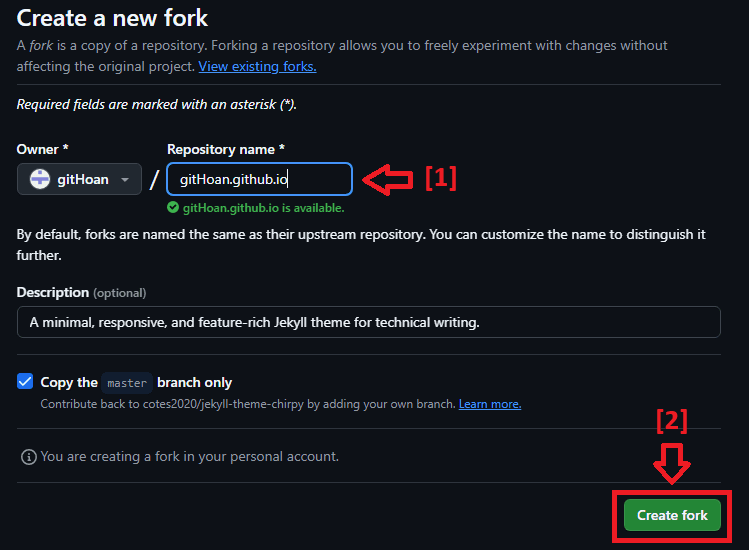 Create a new fork
A fork is a copy of a repository. Forking a repository allows you to freely experiment with changes without
affecting the original project. View existing forks.
Required fields are marked with an asterisk (*).
Owner * Repository name *
gitHoan / gitHoan.github.io [1]
gitHoan.github.io is available.
By default, forks are named the same as their upstream repository. You can customize the name to distinguish it
further.
Description (optional)
A minimal, responsive, and feature-rich Jekyll theme for technical writing.
Copy the master branch only
Contribute back to cotes2020/jekyll-theme-chirpy by adding your own branch. Learn more.
[2]
You are creating a fork in your personal account.
Create fork